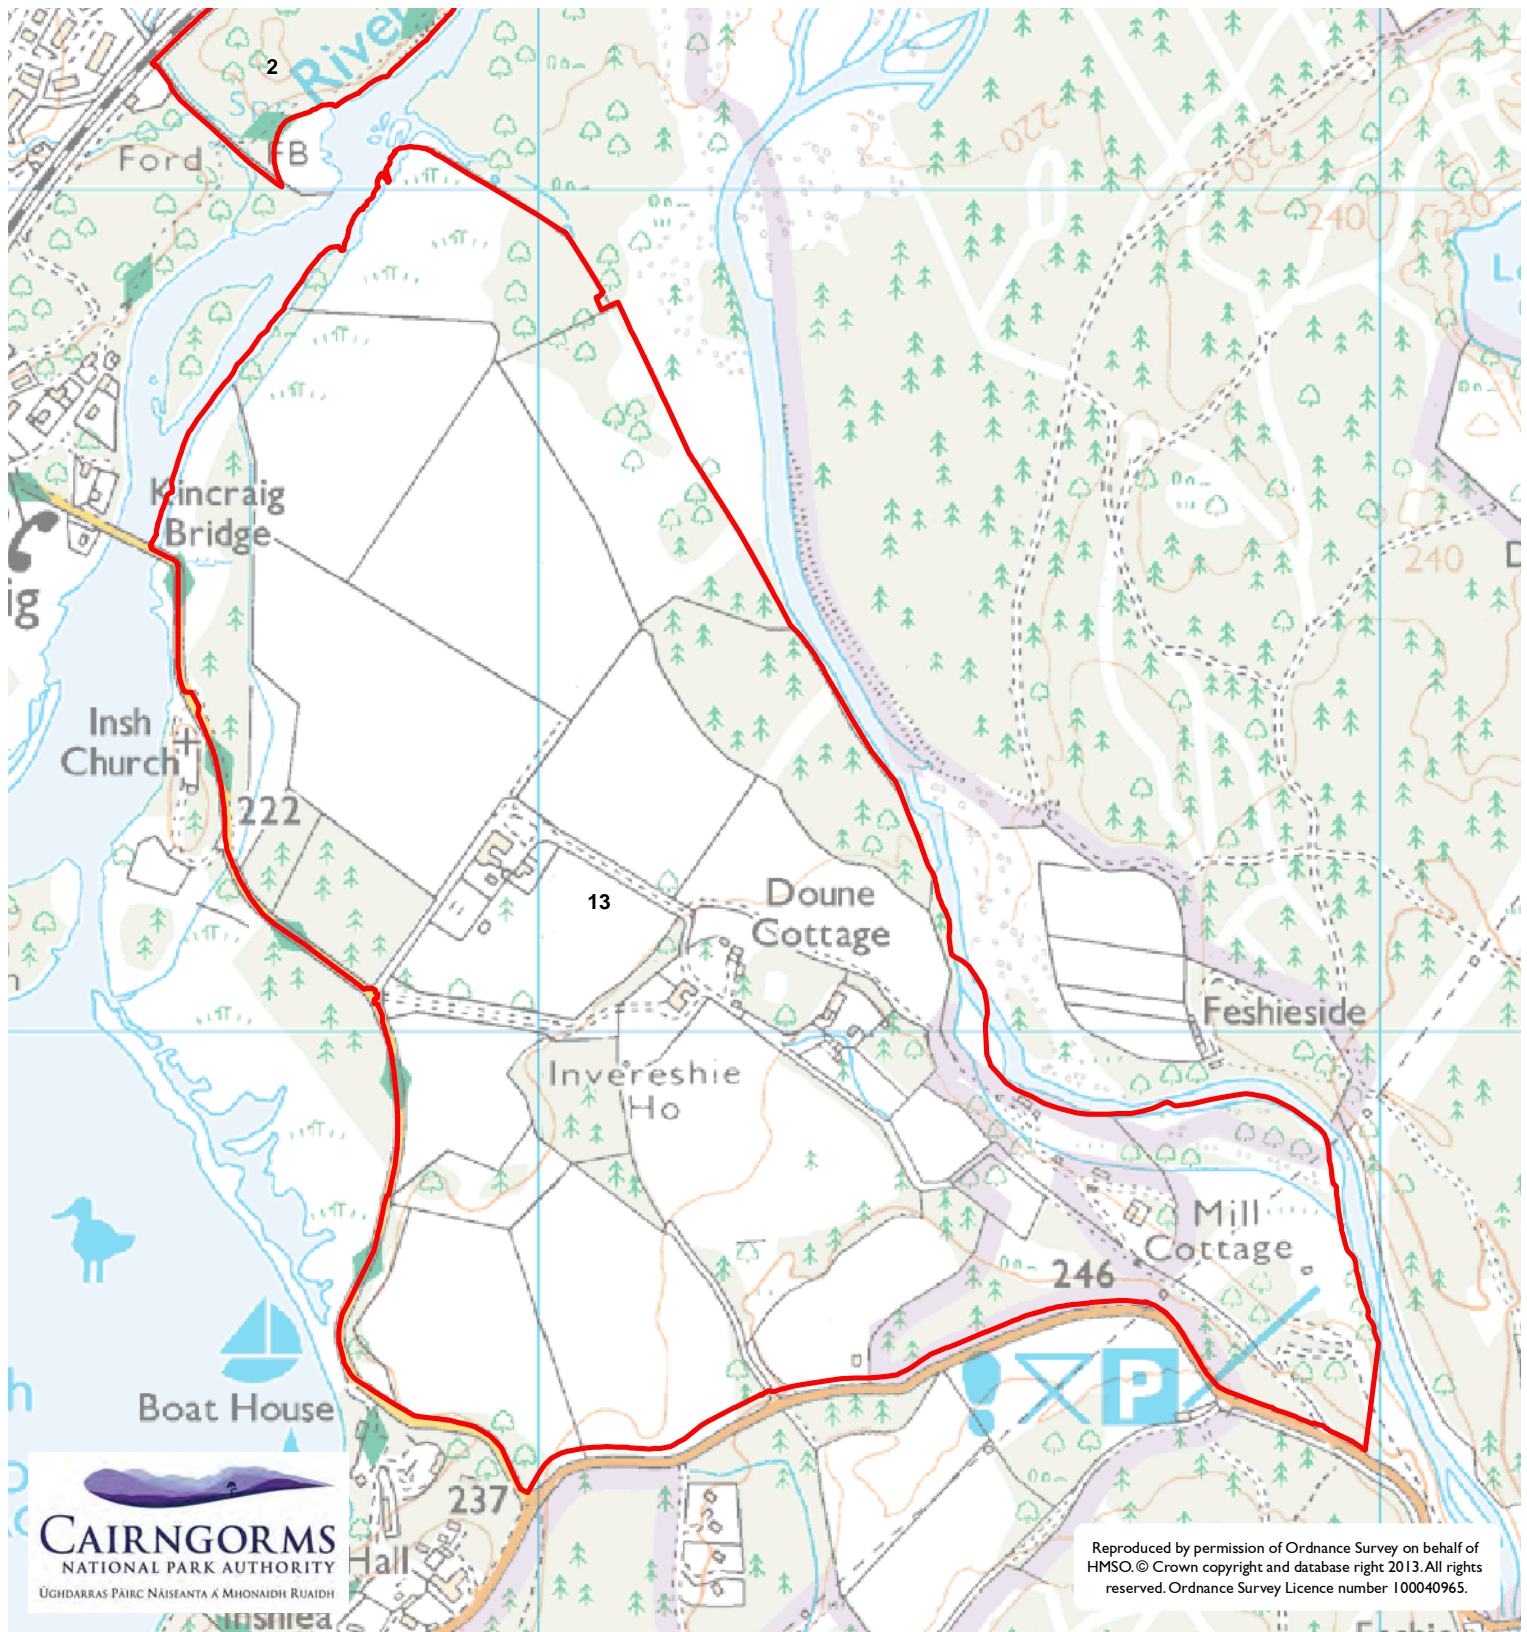 2
River
Ford
FB
220
230
240
230
Kincraig
Bridge
240
ig
Insh
Church
222
13
Doune
Cottage
Feshieside
Invereshie
Ho
Mill
Cottage
246
P
Boat House
237
Hall
CAIRNGORMS
NATIONAL PARK AUTHORITY
ÙGHDARRAS PÀIRC NÀISEANTA A' MHONAIDH RUAIDH
Reproduced by permission of Ordnance Survey on behalf of
HMSO. © Crown copyright and database right 2013. All rights
reserved. Ordnance Survey Licence number 100040965.